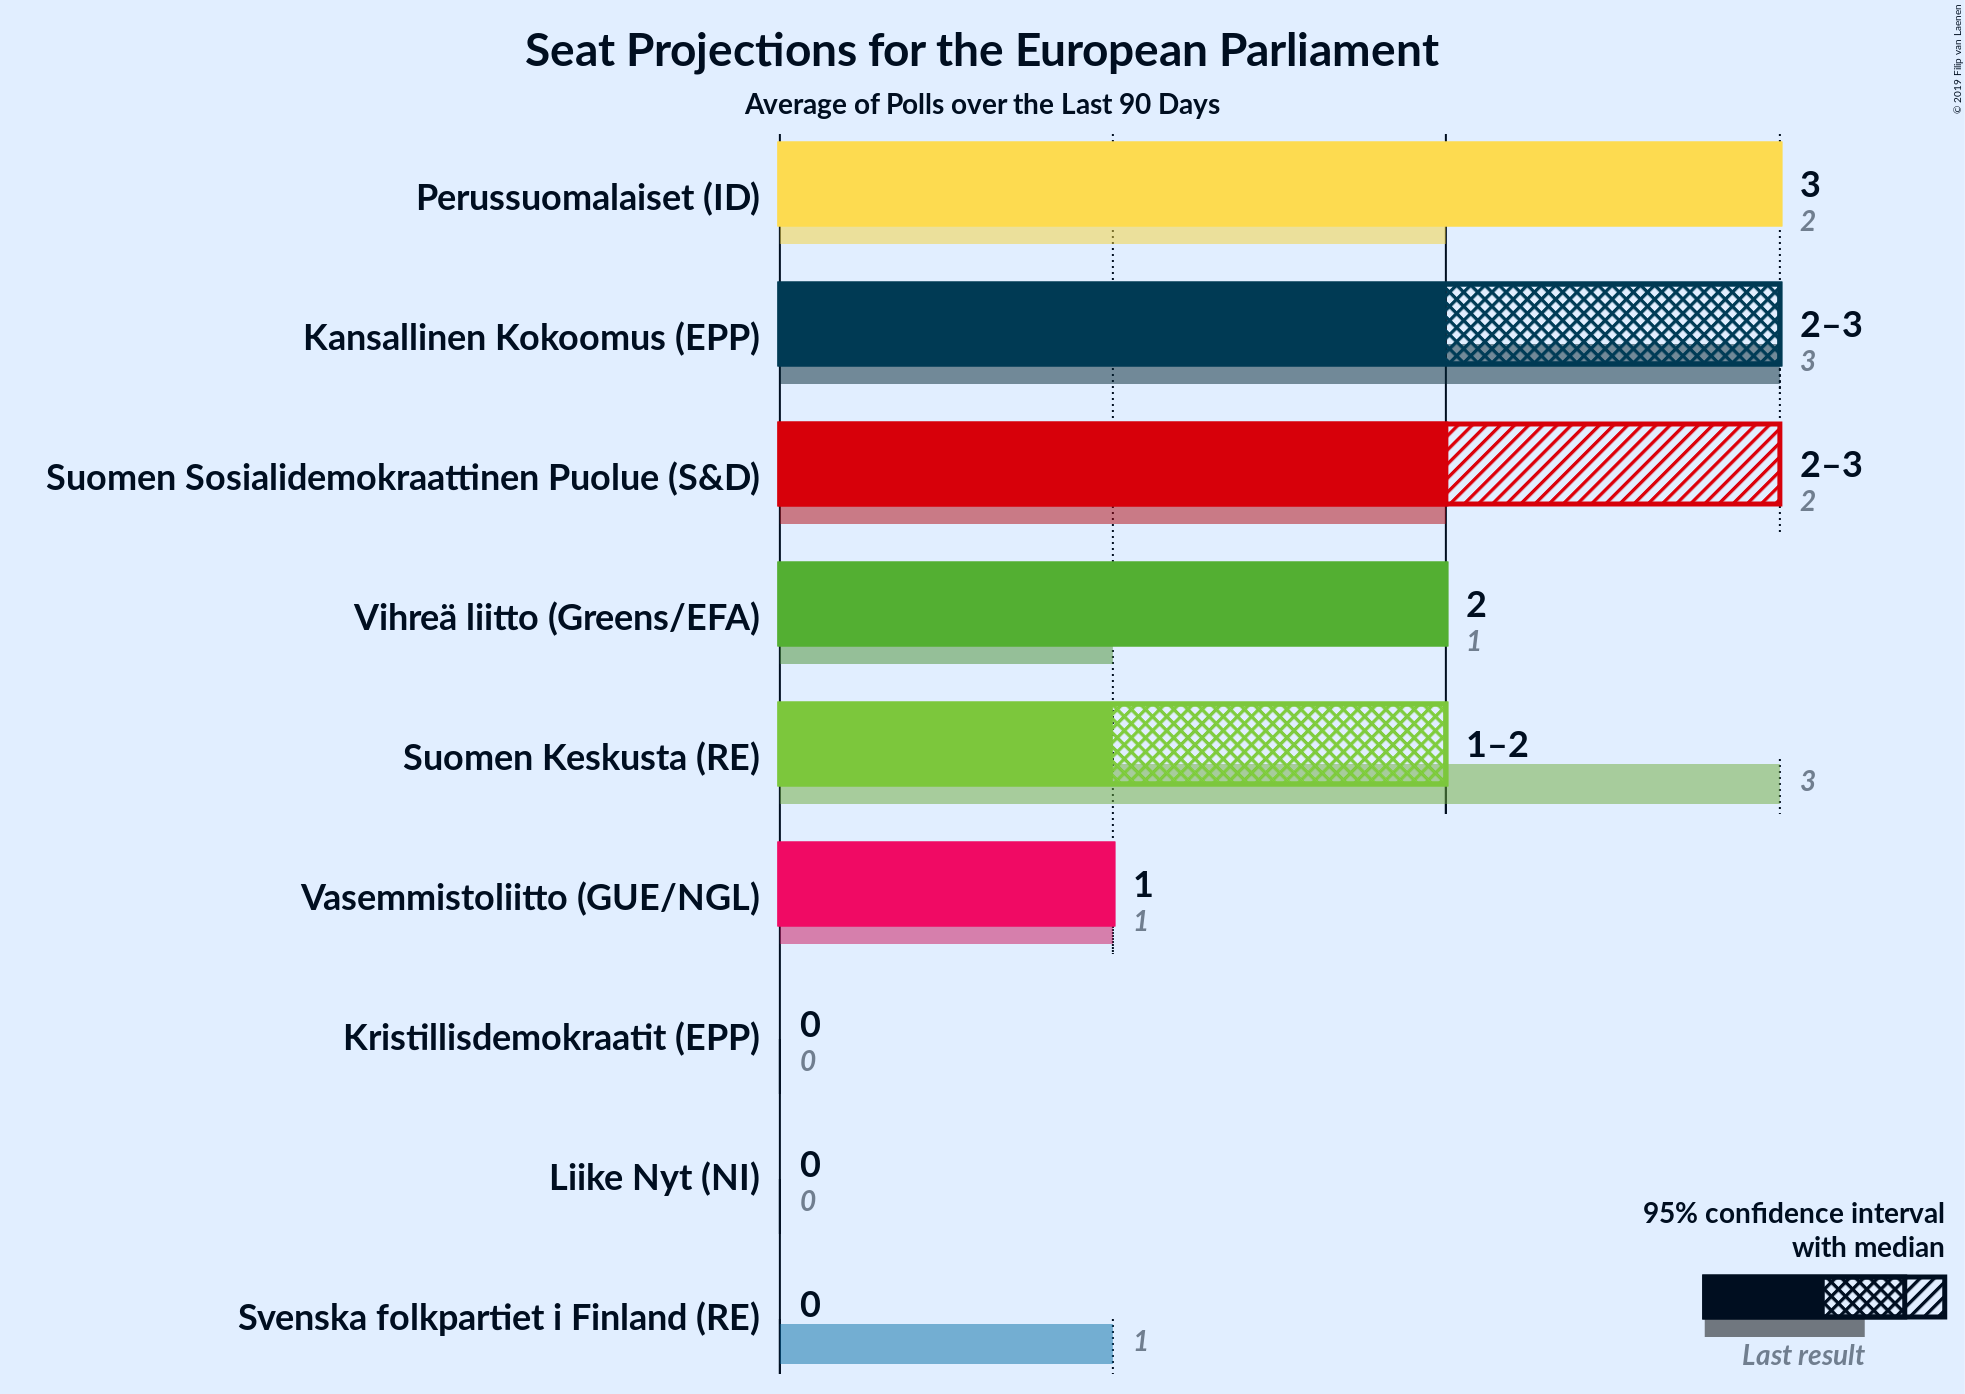 Seat Projections for the European Parliament
Average of Polls over the Last 90 Days
© 2019 Filip van Laenen
Perussuomalaiset (ID)
3
2
Kansallinen Kokoomus (EPP)
2–3
3
Suomen Sosialidemokraattinen Puolue (S&D)
2–3
2
Vihreä liitto (Greens/EFA)
2
1
Suomen Keskusta (RE)
1–2
3
Vasemmistoliitto (GUE/NGL)
1
1
Kristillisdemokraatit (EPP)
0
0
Liike Nyt (NI)
0
0
Svenska folkpartiet i Finland (RE)
0
1
95% confidence interval
with median
Last result